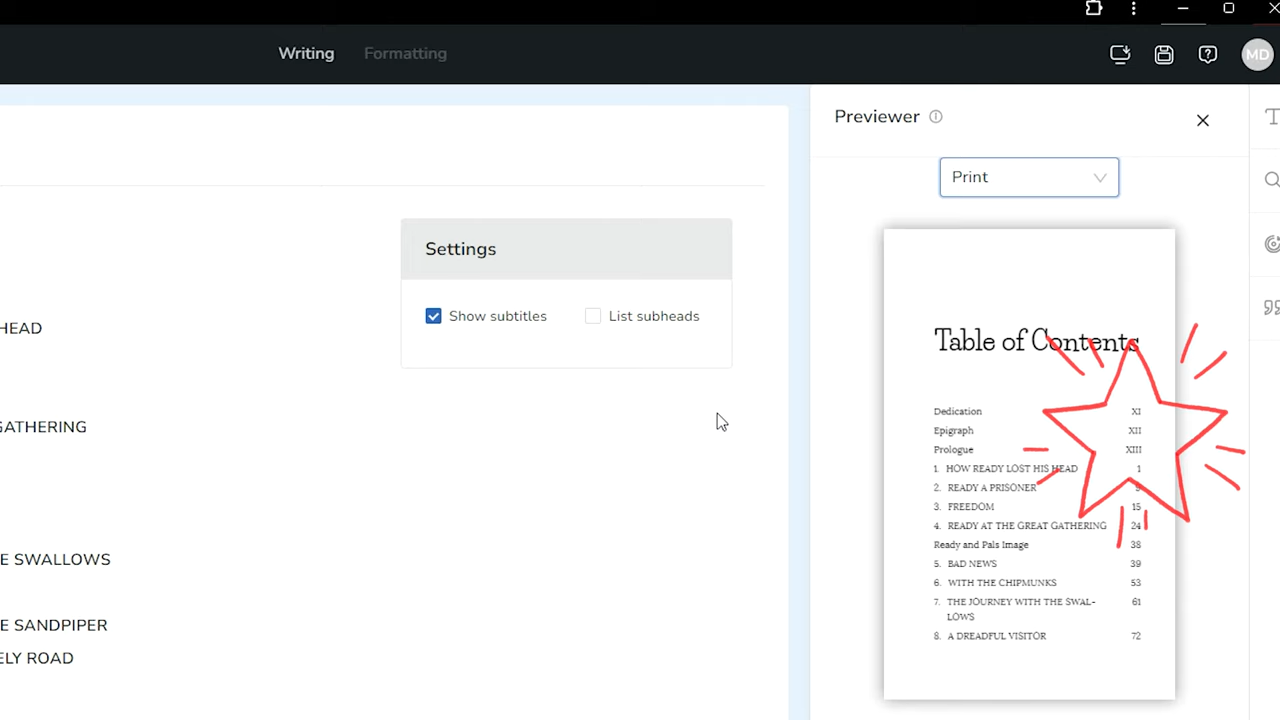 Writing Formatting
MD
Previewer
Print
Settings
Show subtitles List subheads
HEAD
GATHERING
E SWALLOWS
E SANDPIPER
ELY ROAD
Table of Contents
Dedication XI
Epigraph XII
Prologue XIII
1. HOW READY LOST HIS HEAD 1
2. READY A PRISONER
3. FREEDOM 15
4. READY AT THE GREAT GATHERING 24
Ready and Pals Image 38
5. BAD NEWS 39
6. WITH THE CHIPMUNKS 53
7. THE JOURNEY WITH THE SWAL-
LOWS 61
8. A DREADFUL VISITOR 72